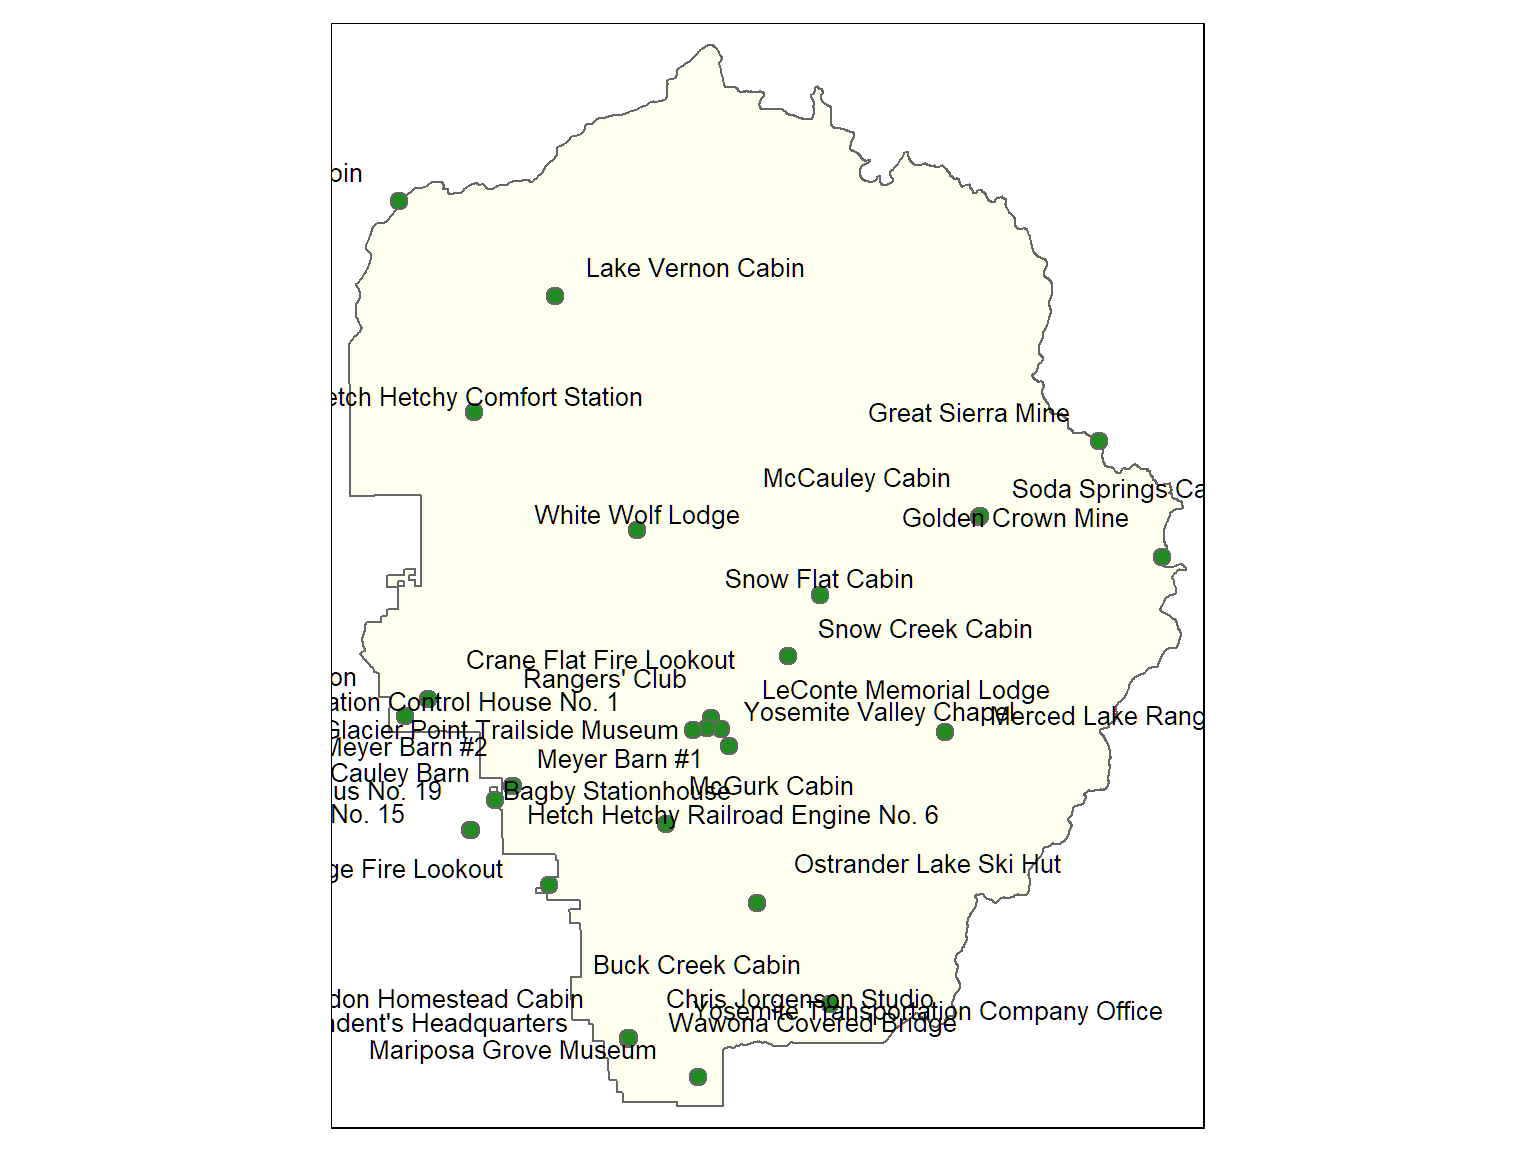 bin
Lake Vernon Cabin
etch Hetchy Comfort Station
Great Sierra Mine
McCauley Cabin
Soda Springs Ca
White Wolf Lodge
Golden Crown Mine
Snow Flat Cabin
Snow Creek Cabin
Crane Flat Fire Lookout
on
Rangers' Club
LeConte Memorial Lodge
ation Control House No. 1
Yosemite Valley Chapel
Merced Lake Rang
Glacier Point Trailside Museum
Meyer Barn #2
Meyer Barn #1
Cauley Barn
McGurk Cabin
us No. 19
Bagby Stationhouse
No. 15
Hetch Hetchy Railroad Engine No. 6
Ostrander Lake Ski Hut
ge Fire Lookout
Buck Creek Cabin
don Homestead Cabin
Chris Jorgenson Studio
Yosemite Transportation Company Office
ndent's Headquarters
Wawona Covered Bridge
Mariposa Grove Museum